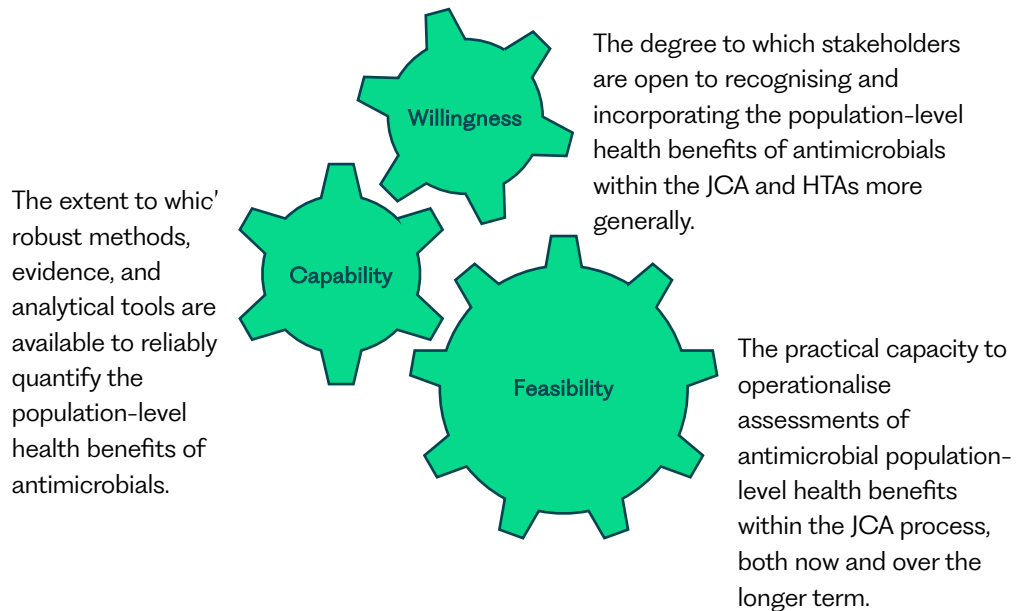 Willingness
The degree to which stakeholders
are open to recognising and
incorporating the population-level
health benefits of antimicrobials
within the JCA and HTAs more
generally.
The extent to whic'
robust methods,
evidence, and
analytical tools are
available to reliably
quantify the
population-level
health benefits of
antimicrobials.
Capability
Feasibility
The practical capacity to
operationalise
assessments of
antimicrobial population-
level health benefits
within the JCA process,
both now and over the
longer term.